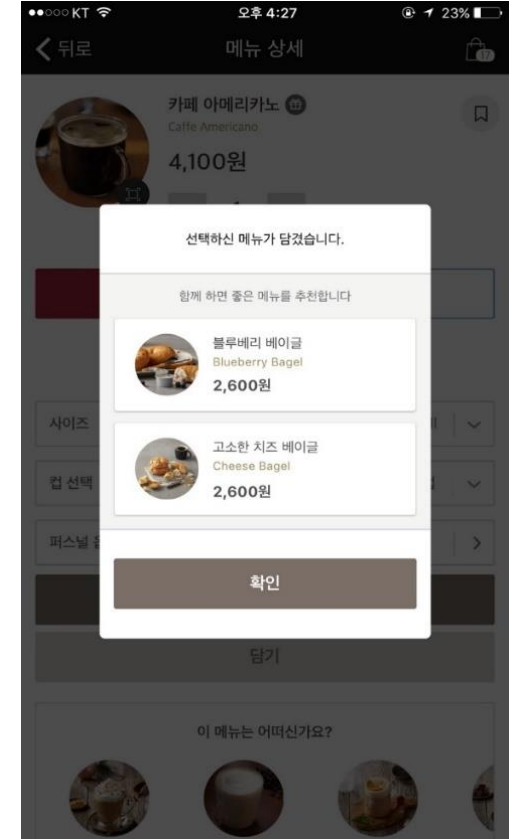 KT 오후 4:27 23%
뒤로 메뉴 상세 17
카페 아메리카노
Caffe Americano
4,100원
선택하신 메뉴가 담겼습니다.
함께 하면 좋은 메뉴를 추천합니다
블루베리 베이글
Blueberry Bagel
2,600원
고소한 치즈 베이글
Cheese Bagel
2,600원
사이즈
컵 선택
퍼스널
확인
담기
이 메뉴는 어떠신가요?